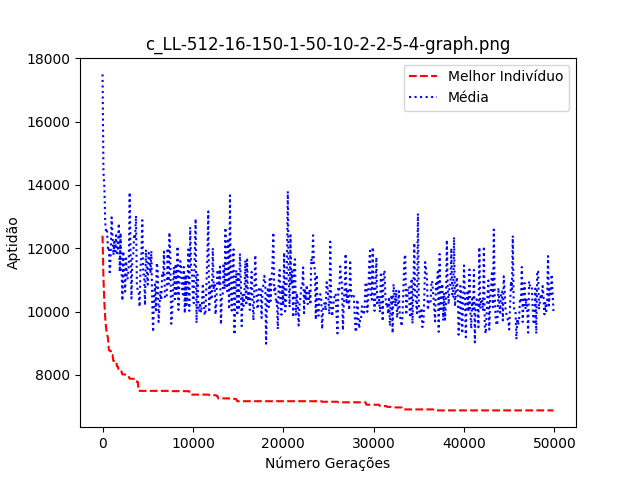 c_LL-512-16-150-1-50-10-2-2-5-4-graph.png
18000
16000
14000
12000
10000
8000
Aptidão
Melhor Indivíduo
Média
0
10000
20000
30000
40000
50000
Número Gerações